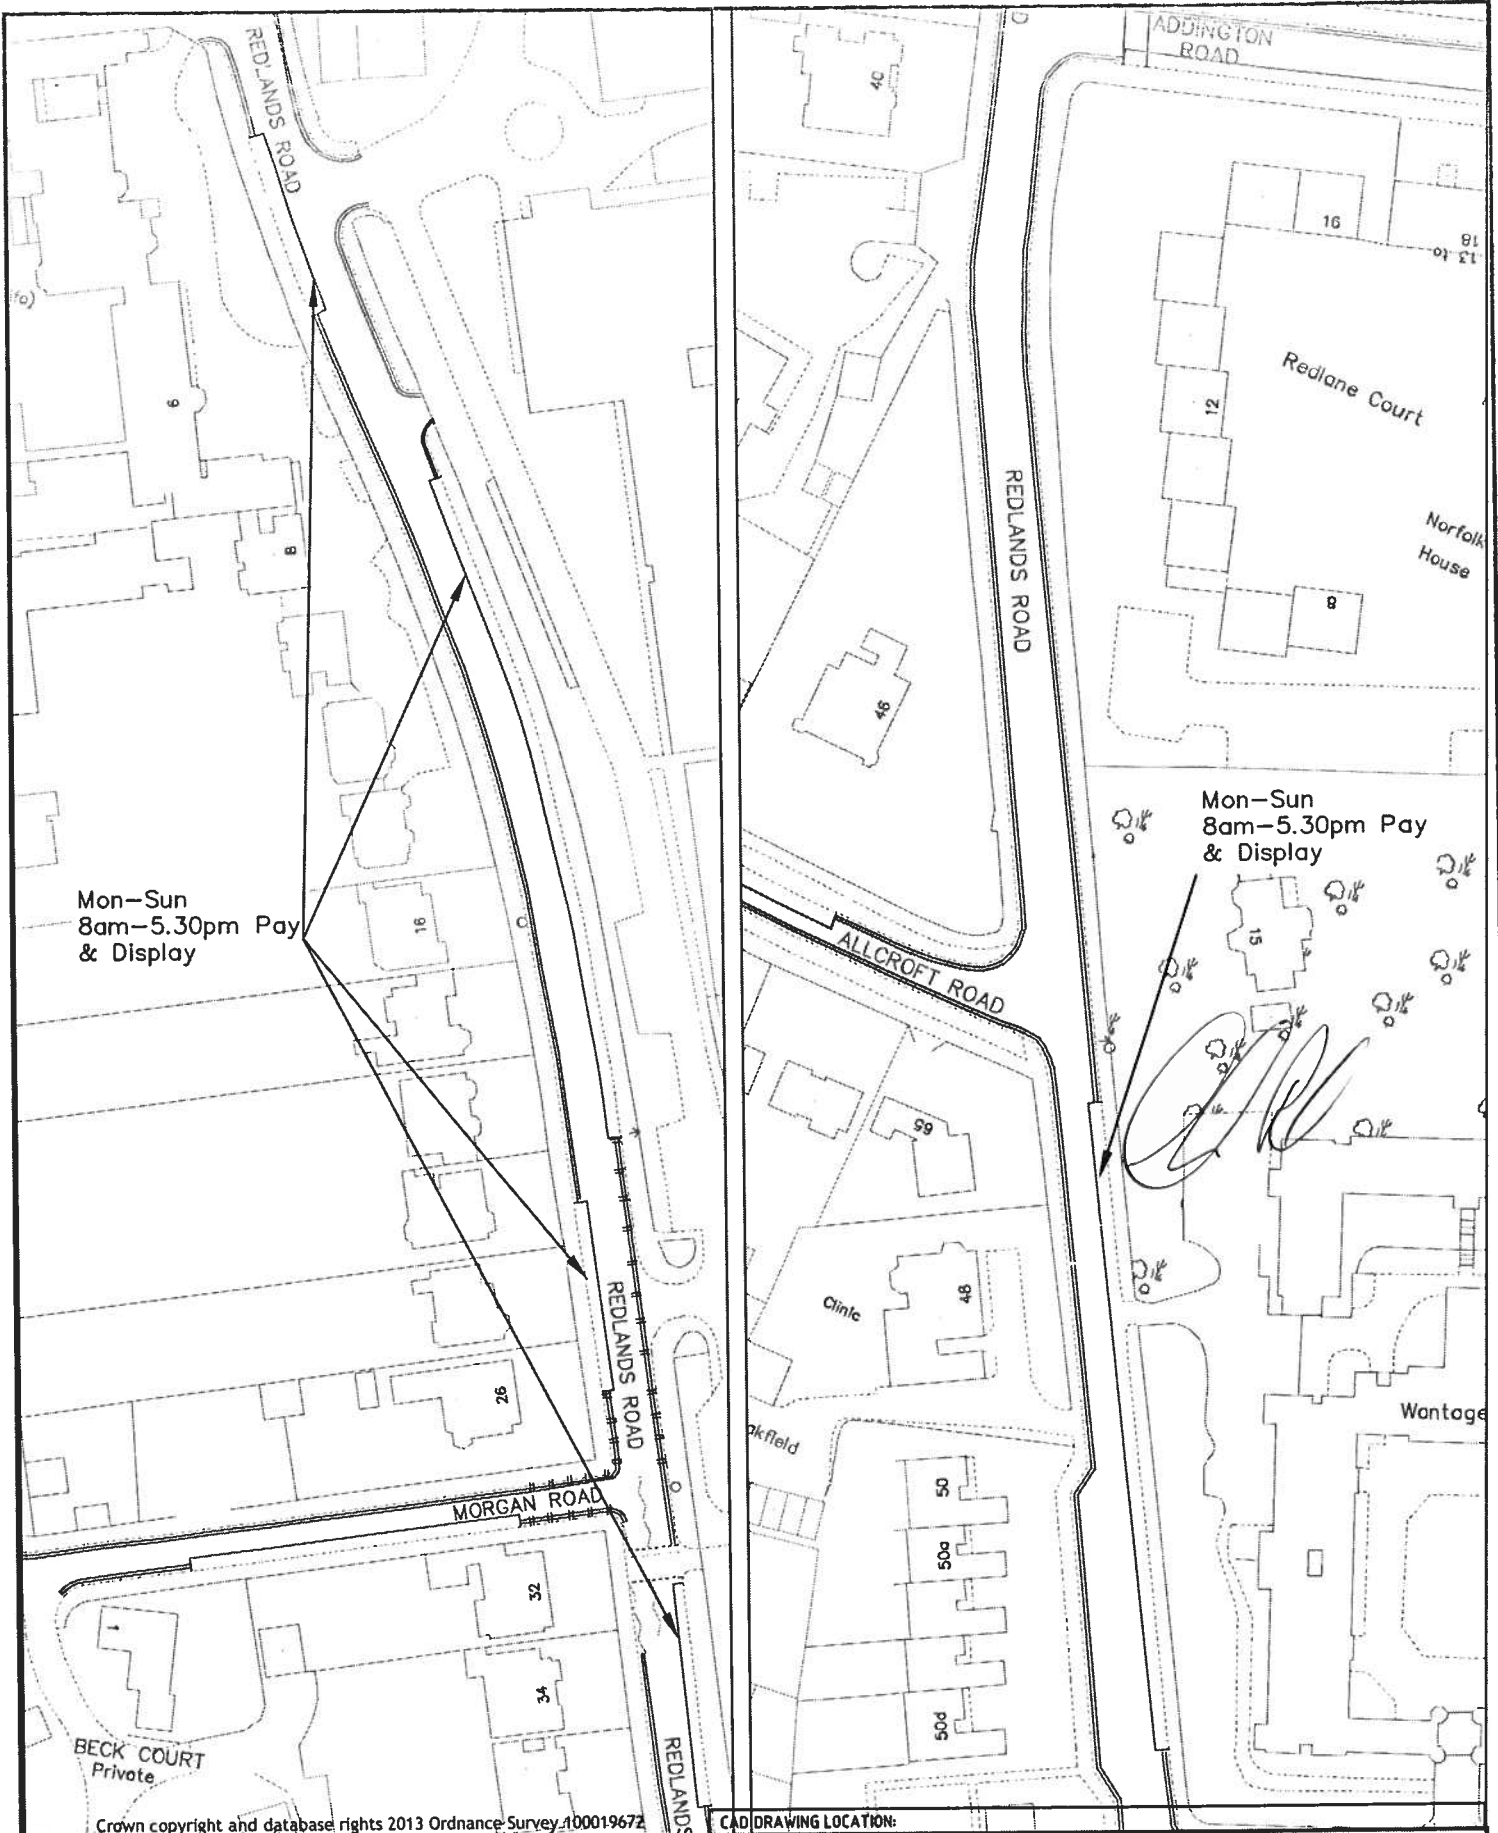 REDLANDS ROAD
6
8
Mon-Sun
8am-5.30pm Pay
& Display
16
REDLANDS ROAD
26
MORGAN ROAD
32
34
1
BECK COURT
Private
REDLANDS
Crown copyright and database rights 2013 Ordnance Survey 100019672
ADDINGTON
ROAD
40
16
13 to
18
Redlane Court
12
REDLANDS ROAD
Norfolk
House
8
46
Mon-Sun
8am-5.30pm Pay
& Display
15
ALLCROFT ROAD
65
Clinic
48
Wantage
akfield
50
50a
50d
CAD DRAWING LOCATION: